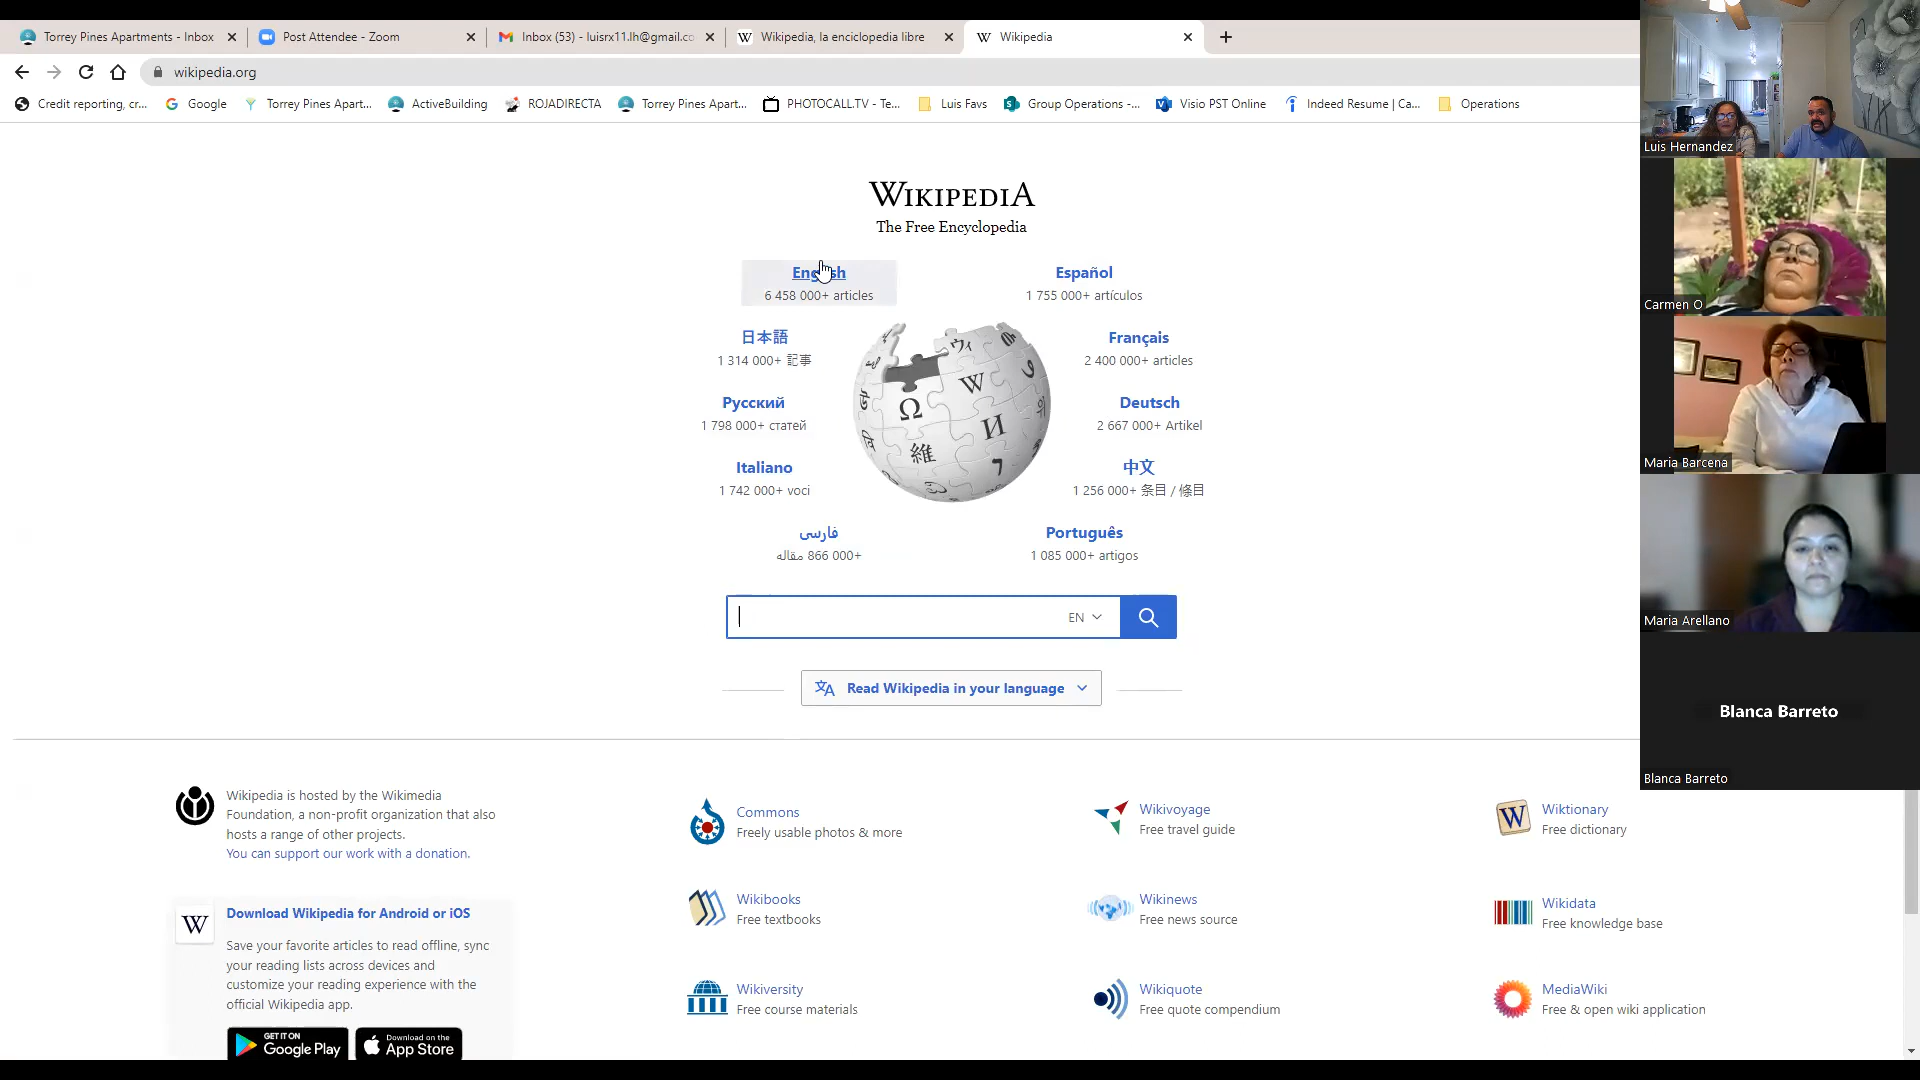 Torrey Pines Apartments - Inbox
Post Attendee - Zoom
Inbox (53) - luisrx11.lh@gmail.co
Wikipedia, la enciclopedia libre
Wikipedia
wikipedia.org
Credit reporting, cr...
Google
Torrey Pines Apart...
ActiveBuilding
ROJADIRECTA
Torrey Pines Apart...
PHOTOCALL.TV - Te...
Luis Favs
Group Operations -...
Visio PST Online
Indeed Resume | Ca...
Operations
WIKIPEDIA
The Free Encyclopedia
English
6 458 000+ articles
Español
1 755 000+ artículos
日本語
1 314 000+ 記事
Français
2 400 000+ articles
Русский
1 798 000+ статей
Deutsch
2 667 000+ Artikel
Italiano
1 742 000+ voci
中文
1 256 000+ 条目 / 條目
فارسی
866 000+ مقاله
Português
1 085 000+ artigos
Ω
W
И
維
EN
Read Wikipedia in your language
Wikipedia is hosted by the Wikimedia
Foundation, a non-profit organization that also
hosts a range of other projects.
You can support our work with a donation.
W
Download Wikipedia for Android or iOS
Save your favorite articles to read offline, sync
your reading lists across devices and
customize your reading experience with the
official Wikipedia app.
GET IT ON
Google Play
Download on the
App Store
Commons
Freely usable photos & more
Wikivoyage
Free travel guide
Wiktionary
Free dictionary
Wikibooks
Free textbooks
Wikinews
Free news source
Wikidata
Free knowledge base
Wikiversity
Free course materials
Wikiquote
Free quote compendium
MediaWiki
Free & open wiki application
Luis Hernandez
Carmen O
Maria Barcena
Maria Arellano
Blanca Barreto
Blanca Barreto